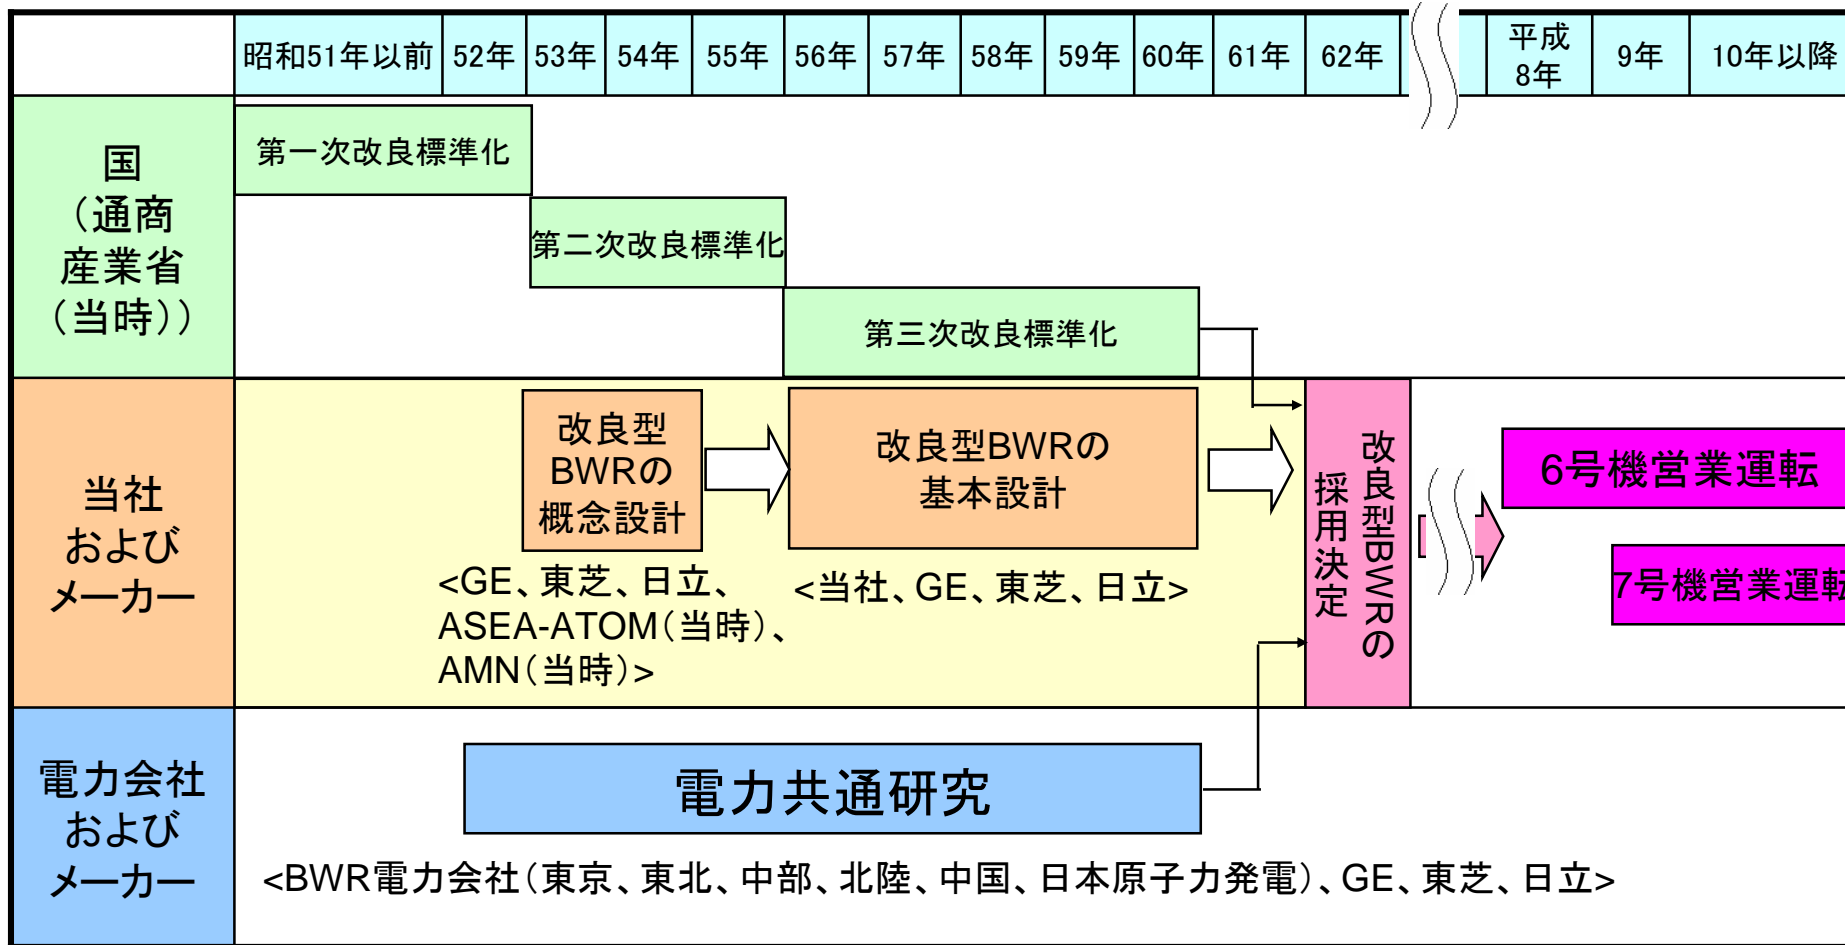 昭和51年以前 52年 53年 54年 55年 56年 57年 58年 59年 60年 61年 62年 平成 9年 10年以降
8年
国
（通商
産業省
（当時））
第一次改良標準化
第二次改良標準化
第三次改良標準化
当社
および
メーカー
改良型
BWRの
概念設計
<GE、東芝、日立、
ASEA-ATOM（当時）、
AMN（当時）>
改良型BWRの
基本設計
<当社、GE、東芝、日立>
改良型BWRの
採用決定
6号機営業運転
7号機営業運転
電力会社
および
メーカー
電力共通研究
<BWR電力会社（東京、東北、中部、北陸、中国、日本原子力発電）、GE、東芝、日立>